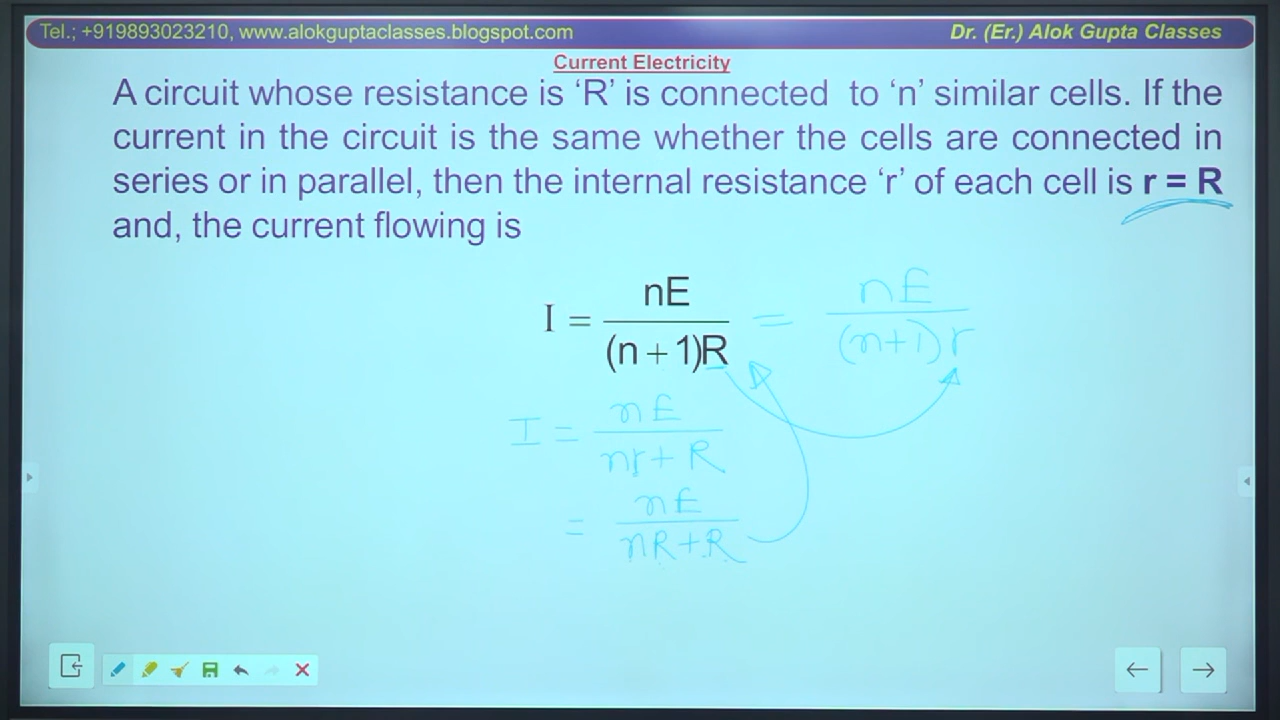 Tel.; +919893023210, www.alokguptaclasses.blogspot.com
Dr. (Er.) Alok Gupta Classes
Current Electricity
A circuit whose resistance is ‘R’ is connected to ‘n’ similar cells. If the
current in the circuit is the same whether the cells are connected in
series or in parallel, then the internal resistance ‘r’ of each cell is r = R
and, the current flowing is
I = nE / (n + 1)R = nE / (n+1)r
I = nE / nr + R
= nE / nR + R